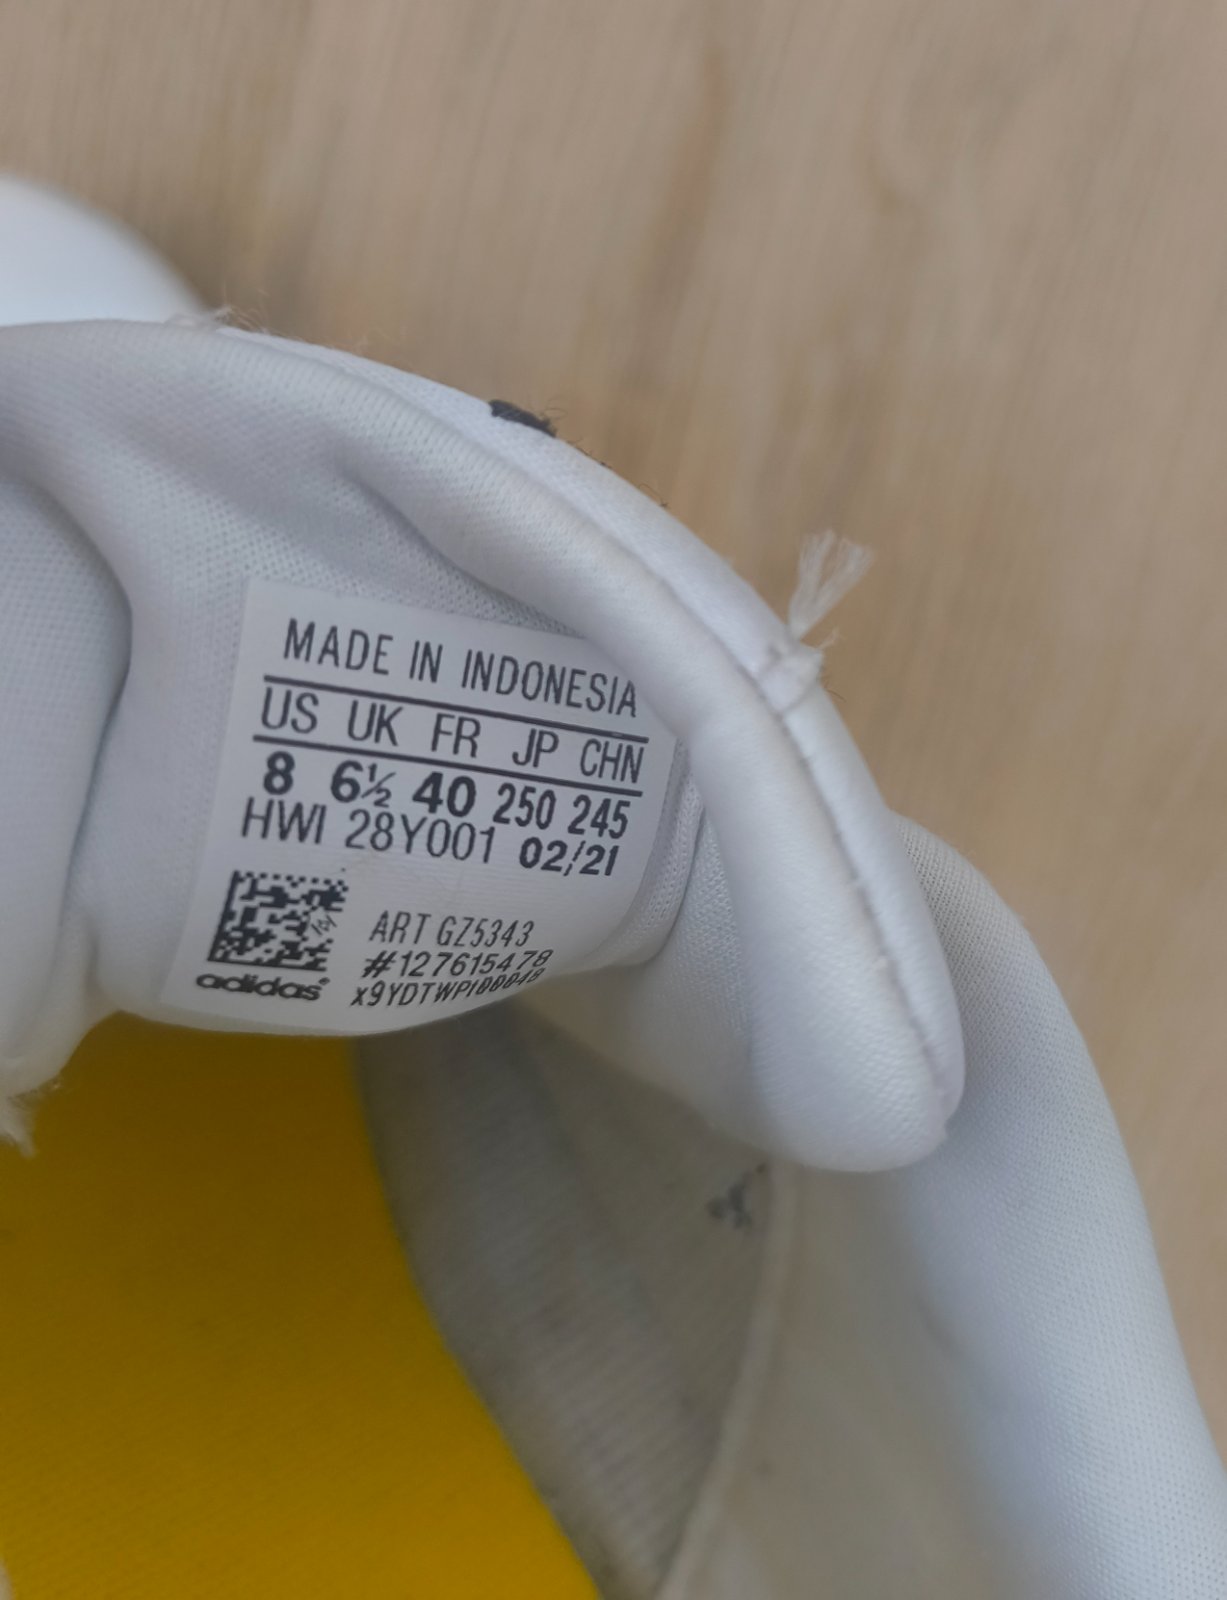 MADE IN INDONESIA
US UK FR JP CHN
8 6½ 40 250 245
HWI 28Y001 02/21
ART GZ5343
#127615478
adidas®